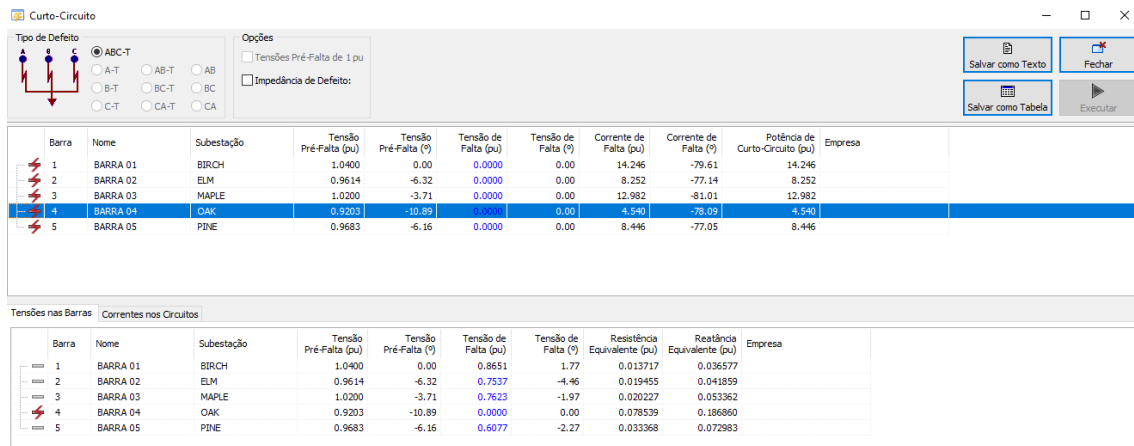 Curto-Circuito
Tipo de Defeito
A B C
ABC-T
A-T AB-T AB
B-T BC-T BC
C-T CA-T CA
Opções
Tensões Pré-Falta de 1 pu
Impedância de Defeito:
Salvar como Texto Fechar
Salvar como Tabela Executar
Barra Nome Subestação Tensão Pré-Falta (pu) Tensão Pré-Falta (º) Tensão de Falta (pu) Tensão de Falta (º) Corrente de Falta (pu) Corrente de Falta (º) Potência de Curto-Circuito (pu) Empresa
1 BARRA 01 BIRCH 1.0400 0.00 0.0000 0.00 14.246 -79.61 14.246
2 BARRA 02 ELM 0.9614 -6.32 0.0000 0.00 8.252 -77.14 8.252
3 BARRA 03 MAPLE 1.0200 -3.71 0.0000 0.00 12.982 -81.01 12.982
4 BARRA 04 OAK 0.9203 -10.89 0.0000 0.00 4.540 -78.09 4.540
5 BARRA 05 PINE 0.9683 -6.16 0.0000 0.00 8.446 -77.05 8.446
Tensões nas Barras Correntes nos Circuitos
Barra Nome Subestação Tensão Pré-Falta (pu) Tensão Pré-Falta (º) Tensão de Falta (pu) Tensão de Falta (º) Resistência Equivalente (pu) Reatância Equivalente (pu) Empresa
1 BARRA 01 BIRCH 1.0400 0.00 0.8651 1.77 0.013717 0.036577
2 BARRA 02 ELM 0.9614 -6.32 0.7537 -4.46 0.019455 0.041859
3 BARRA 03 MAPLE 1.0200 -3.71 0.7623 -1.97 0.020227 0.053362
4 BARRA 04 OAK 0.9203 -10.89 0.0000 0.00 0.078539 0.186860
5 BARRA 05 PINE 0.9683 -6.16 0.6077 -2.27 0.033368 0.072983